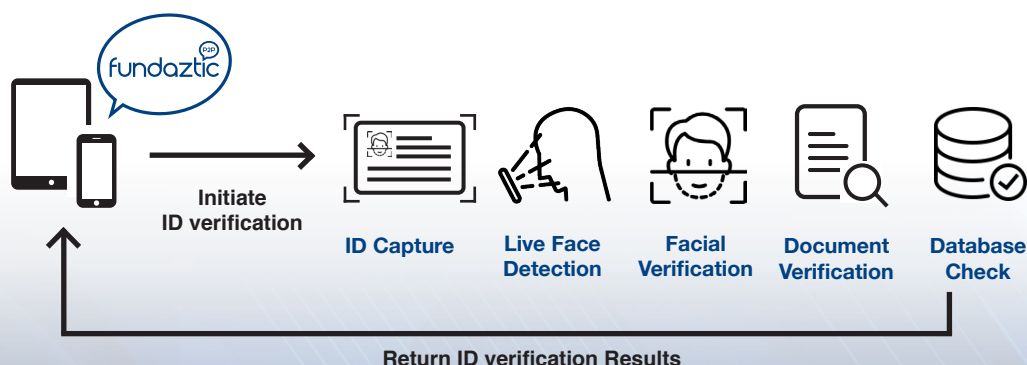 P2P
fundaztic
Initiate
ID verification
ID Capture
Live Face
Detection
Facial
Verification
Document
Verification
Database
Check
Return ID verification Results